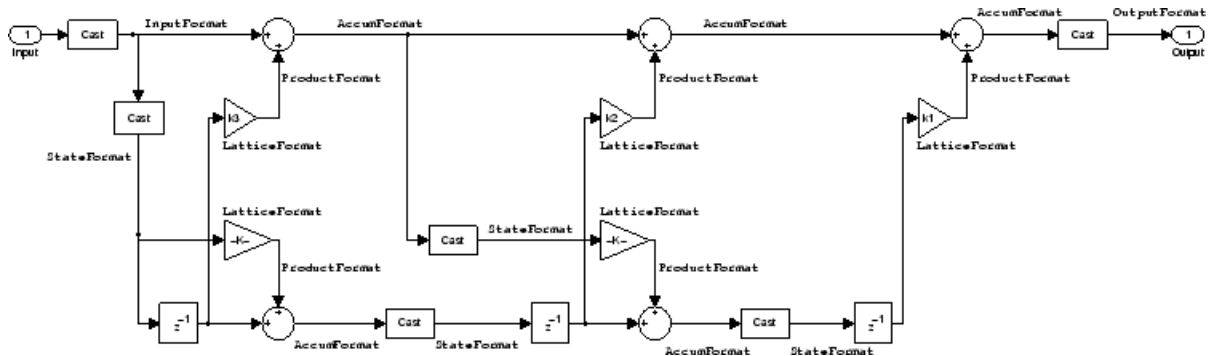 InputFormat
AccumFormat
AccumFormat
AccumFormat
OutputFormat
1
Cast
Cast
1
Input
Output
ProductFormat
ProductFormat
ProductFormat
Cast
k3
k2
k1
StateFormat
LatticeFormat
LatticeFormat
LatticeFormat
LatticeFormat
LatticeFormat
-K-
Cast
StateFormat
-K-
ProductFormat
ProductFormat
z-1
Cast
z-1
Cast
z-1
AccumFormat
StateFormat
AccumFormat
StateFormat